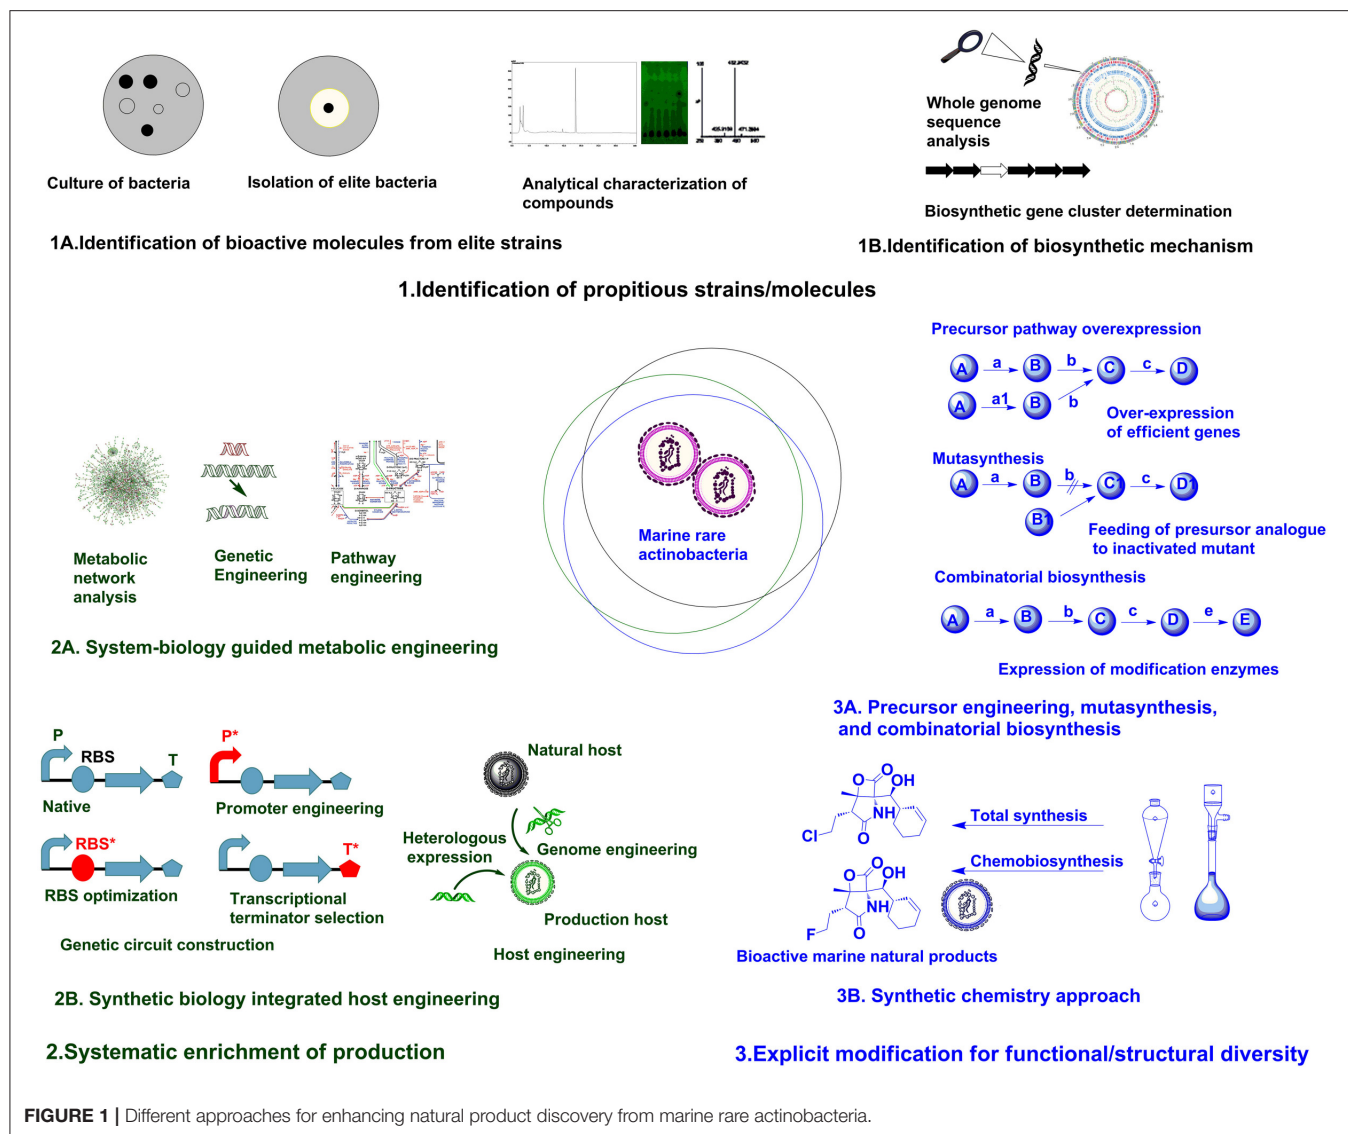 Culture of bacteria
Isolation of elite bacteria
Analytical characterization of
compounds
1A.Identification of bioactive molecules from elite strains
Whole genome
sequence
analysis
Biosynthetic gene cluster determination
1B.Identification of biosynthetic mechanism
1.Identification of propitious strains/molecules
Marine rare
actinobacteria
Metabolic
network
analysis
Genetic
Engineering
Pathway
engineering
2A. System-biology guided metabolic engineering
P
RBS
T
Native
P*
Promoter engineering
RBS*
RBS optimization
T*
Transcriptional
terminator selection
Genetic circuit construction
Natural host
Heterologous
expression
Genome engineering
Production host
Host engineering
2B. Synthetic biology integrated host engineering
2.Systematic enrichment of production
Precursor pathway overexpression
A a B b C c D
A a1 B b
Over-expression
of efficient genes
Mutasynthesis
A a B b C1 c D1
B1
Feeding of presursor analogue
to inactivated mutant
Combinatorial biosynthesis
A a B b C c D e E
Expression of modification enzymes
3A. Precursor engineering, mutasynthesis,
and combinatorial biosynthesis
O
O
OH
NH
O
Cl
Total synthesis
Chemobiosynthesis
O
O
OH
NH
O
F
Bioactive marine natural products
3B. Synthetic chemistry approach
3.Explicit modification for functional/structural diversity
FIGURE 1 | Different approaches for enhancing natural product discovery from marine rare actinobacteria.